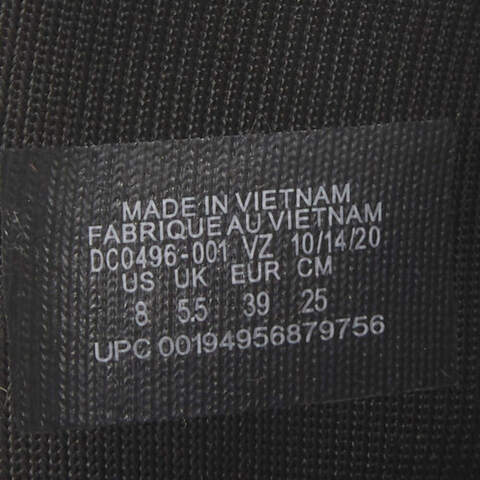 MADE IN VIETNAM
FABRIQUE AU VIETNAM
DC0496-001 VZ 10/14/20
US UK EUR CM
8 5.5 39 25
UPC 00194956879756